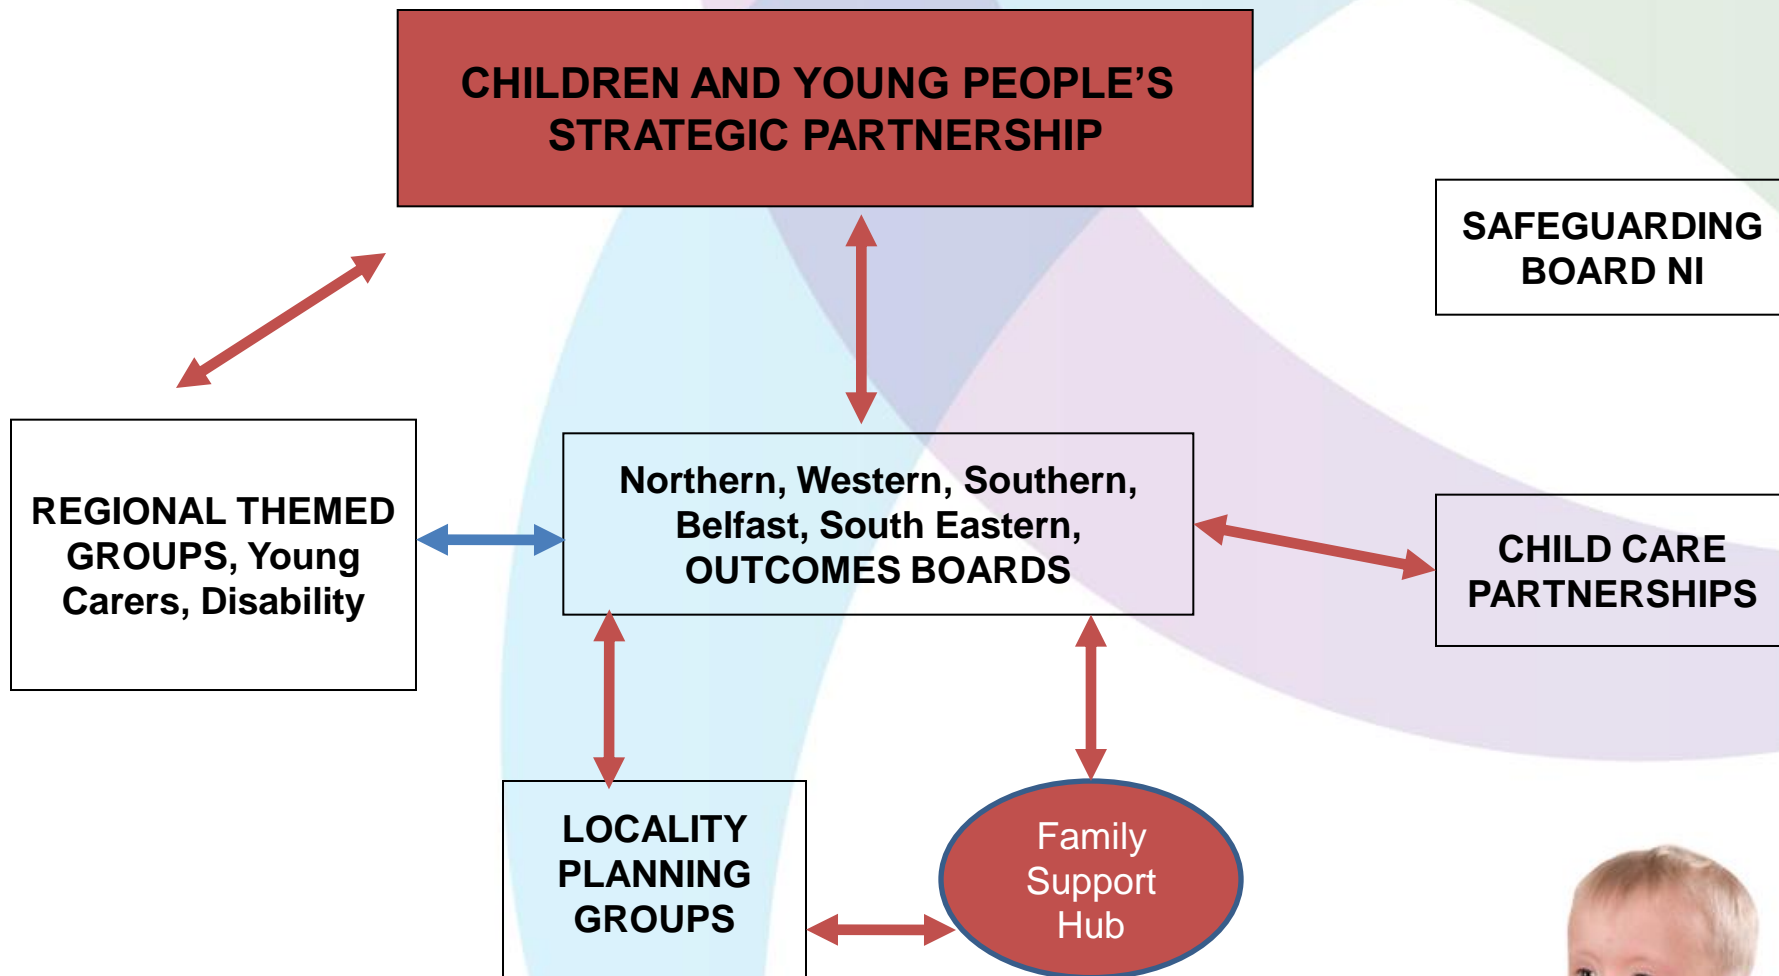 CHILDREN AND YOUNG PEOPLE’S
STRATEGIC PARTNERSHIP
SAFEGUARDING
BOARD NI
REGIONAL THEMED
GROUPS, Young
Carers, Disability
Northern, Western, Southern,
Belfast, South Eastern,
OUTCOMES BOARDS
CHILD CARE
PARTNERSHIPS
LOCALITY
PLANNING
GROUPS
Family
Support
Hub